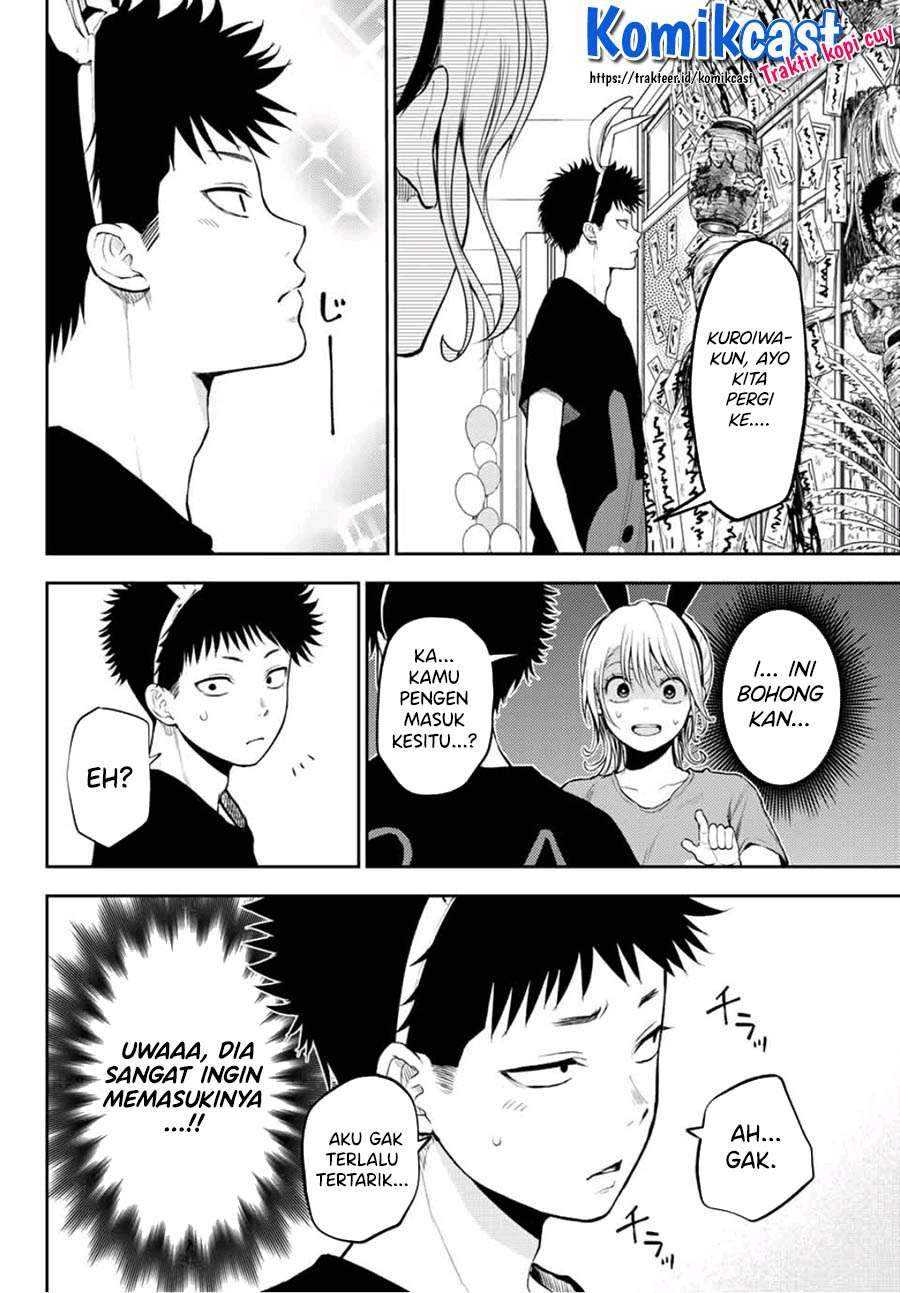 Komikcast
Traktir kopi cuy
https://trakteer.id/komikcast
KUROIWA-
KUN, AYO
KITA
PERGI
KE....
じー
I... INI
BOHONG
KAN...
KA...
KAMU
PENGEN
MASUK
KESITU...?
EH?
チラッ
AH...
GAK.
チラッ
AKU GAK
TERLALU
TERTARIK...
UWAAA, DIA
SANGAT INGIN
MEMASUKINYA
...!!